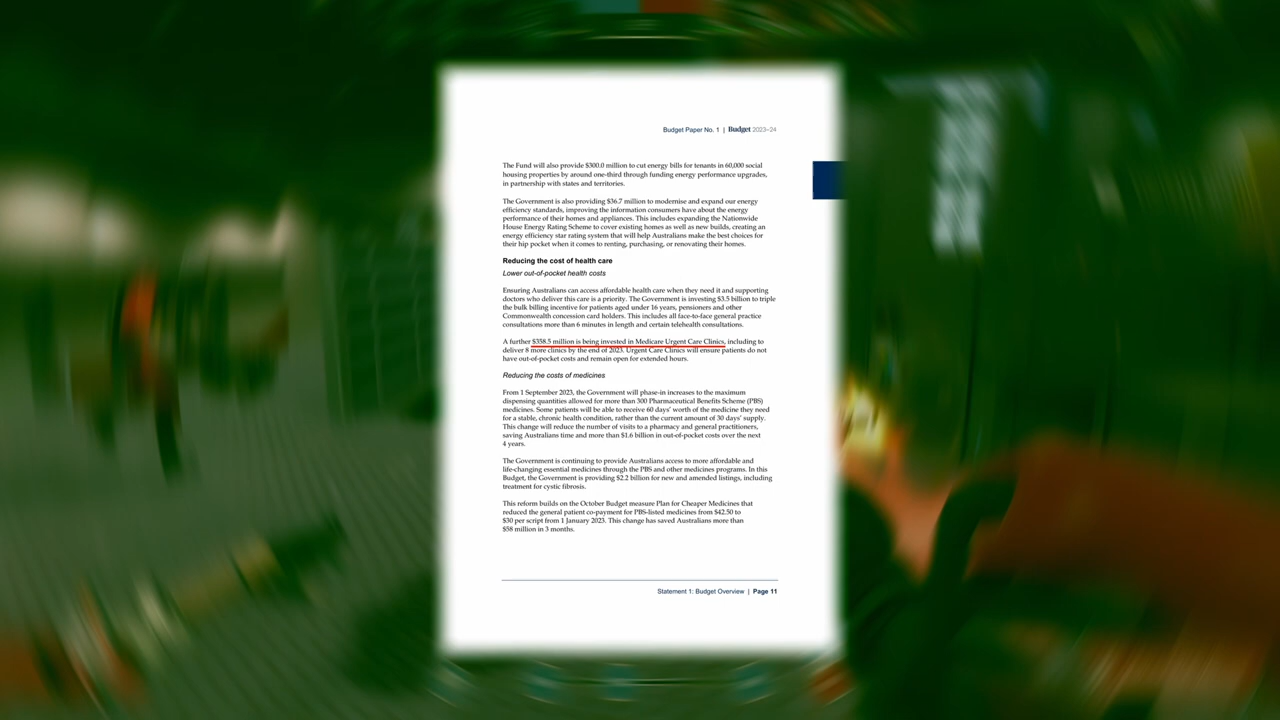 Budget Paper No. 1 | Budget 2023–24
The Fund will also provide $300.0 million to cut energy bills for tenants in 60,000 social
housing properties by around one-third through funding energy performance upgrades,
in partnership with states and territories.
The Government is also providing $36.7 million to modernise and expand our energy
efficiency standards, improving the information consumers have about the energy
performance of their homes and appliances. This includes expanding the Nationwide
House Energy Rating Scheme to cover existing homes as well as new builds, creating an
energy efficiency star rating system that will help Australians make the best choices for
their hip pocket when it comes to renting, purchasing, or renovating their homes.
Reducing the cost of health care
Lower out-of-pocket health costs
Ensuring Australians can access affordable health care when they need it and supporting
doctors who deliver this care is a priority. The Government is investing $3.5 billion to triple
the bulk billing incentive for patients aged under 16 years, pensioners and other
Commonwealth concession card holders. This includes all face-to-face general practice
consultations more than 6 minutes in length and certain telehealth consultations.
A further $358.5 million is being invested in Medicare Urgent Care Clinics, including to
deliver 8 more clinics by the end of 2023. Urgent Care Clinics will ensure patients do not
have out-of-pocket costs and remain open for extended hours.
Reducing the costs of medicines
From 1 September 2023, the Government will phase-in increases to the maximum
dispensing quantities allowed for more than 300 Pharmaceutical Benefits Scheme (PBS)
medicines. Some patients will be able to receive 60 days' worth of the medicine they need
for a stable, chronic health condition, rather than the current amount of 30 days' supply.
This change will reduce the number of visits to a pharmacy and general practitioners,
saving Australians time and more than $1.6 billion in out-of-pocket costs over the next
4 years.
The Government is continuing to provide Australians access to more affordable and
life-changing essential medicines through the PBS and other medicines programs. In this
Budget, the Government is providing $2.2 billion for new and amended listings, including
treatment for cystic fibrosis.
This reform builds on the October Budget measure Plan for Cheaper Medicines that
reduced the general patient co-payment for PBS-listed medicines from $42.50 to
$30 per script from 1 January 2023. This change has saved Australians more than
$58 million in 3 months.
Statement 1: Budget Overview | Page 11